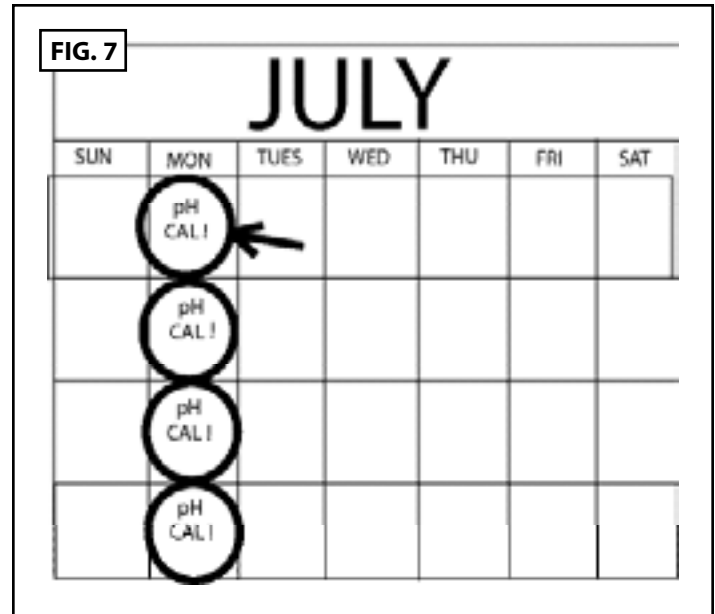 FIG. 7
JULY
SUN MON TUES WED THU FRI SAT
pH
CAL!
pH
CAL!
pH
CAL!
pH
CAL!